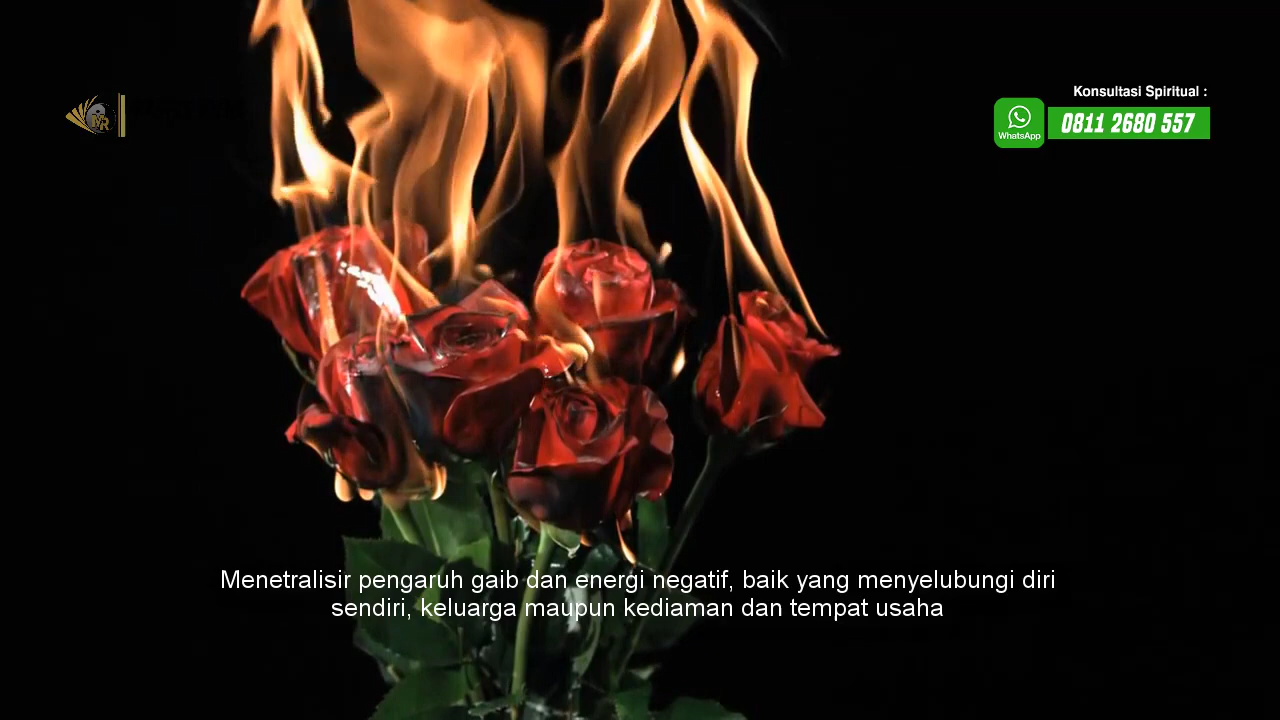 Konsultasi Spiritual :
WhatsApp
0811 2680 557
Menetralisir pengaruh gaib dan energi negatif, baik yang menyelubungi diri
sendiri, keluarga maupun kediaman dan tempat usaha